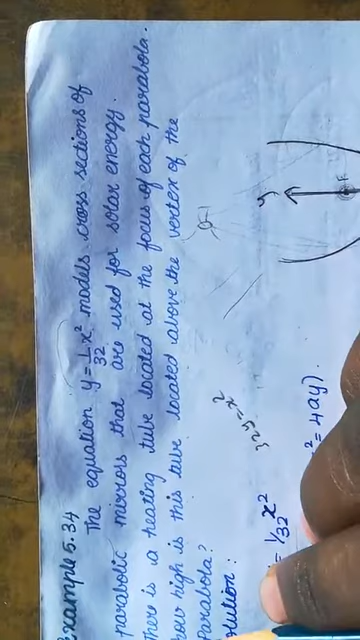 Example 5.34
The equation y = 1/32 x² models cross sections of
parabolic mirrors that are used for solar energy.
There is a heating tube located at the focus of each parabola.
How high is this tube located above the vertex of the
parabola?
lution:
32y = x²
F
y
= 1/32 x²
x² = 4ay).